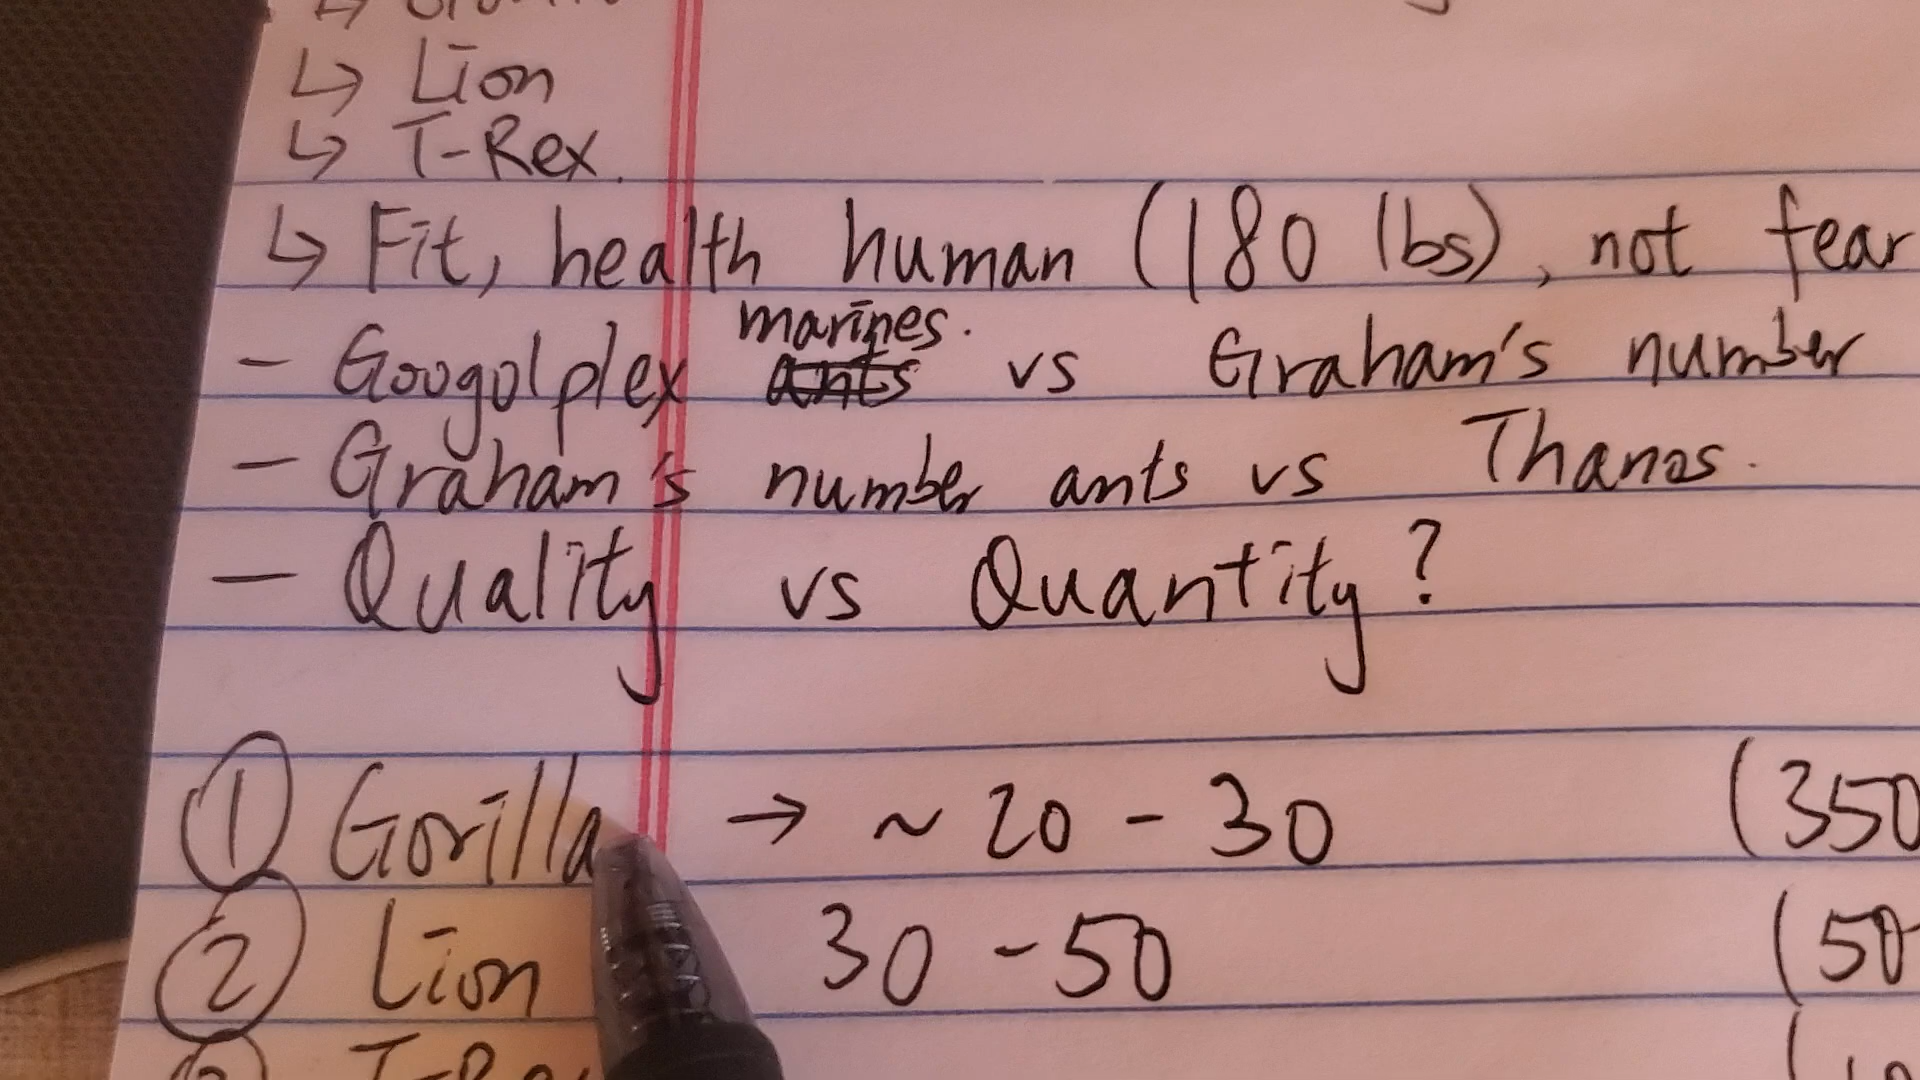 ↳ Lion
↳ T-Rex.
↳ Fit, health human (180 lbs), not fear
- Googolplex marines. vs Graham's number
- Graham's number ants vs Thanos.
- Quality vs Quantity?
① Gorilla → ~ 20 - 30 (350
② Lion 30 - 50 (50
T-Re